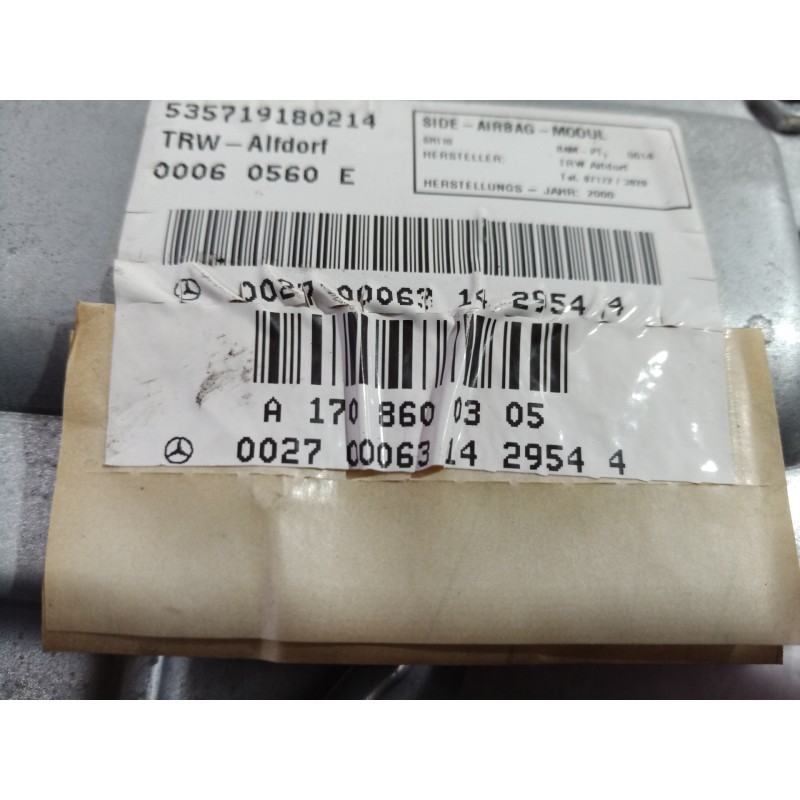 535719180214
TRW-Alfdorf
0006 0560 E
SIDE-AIRBAG-MODUL
HERSTELLER:
TRW Alfdorf
Tel.
HERSTELLUNGS - JAHR: 2000
0027 00063 14 2954 4
A 170 860 03 05
0027 00063 14 2954 4